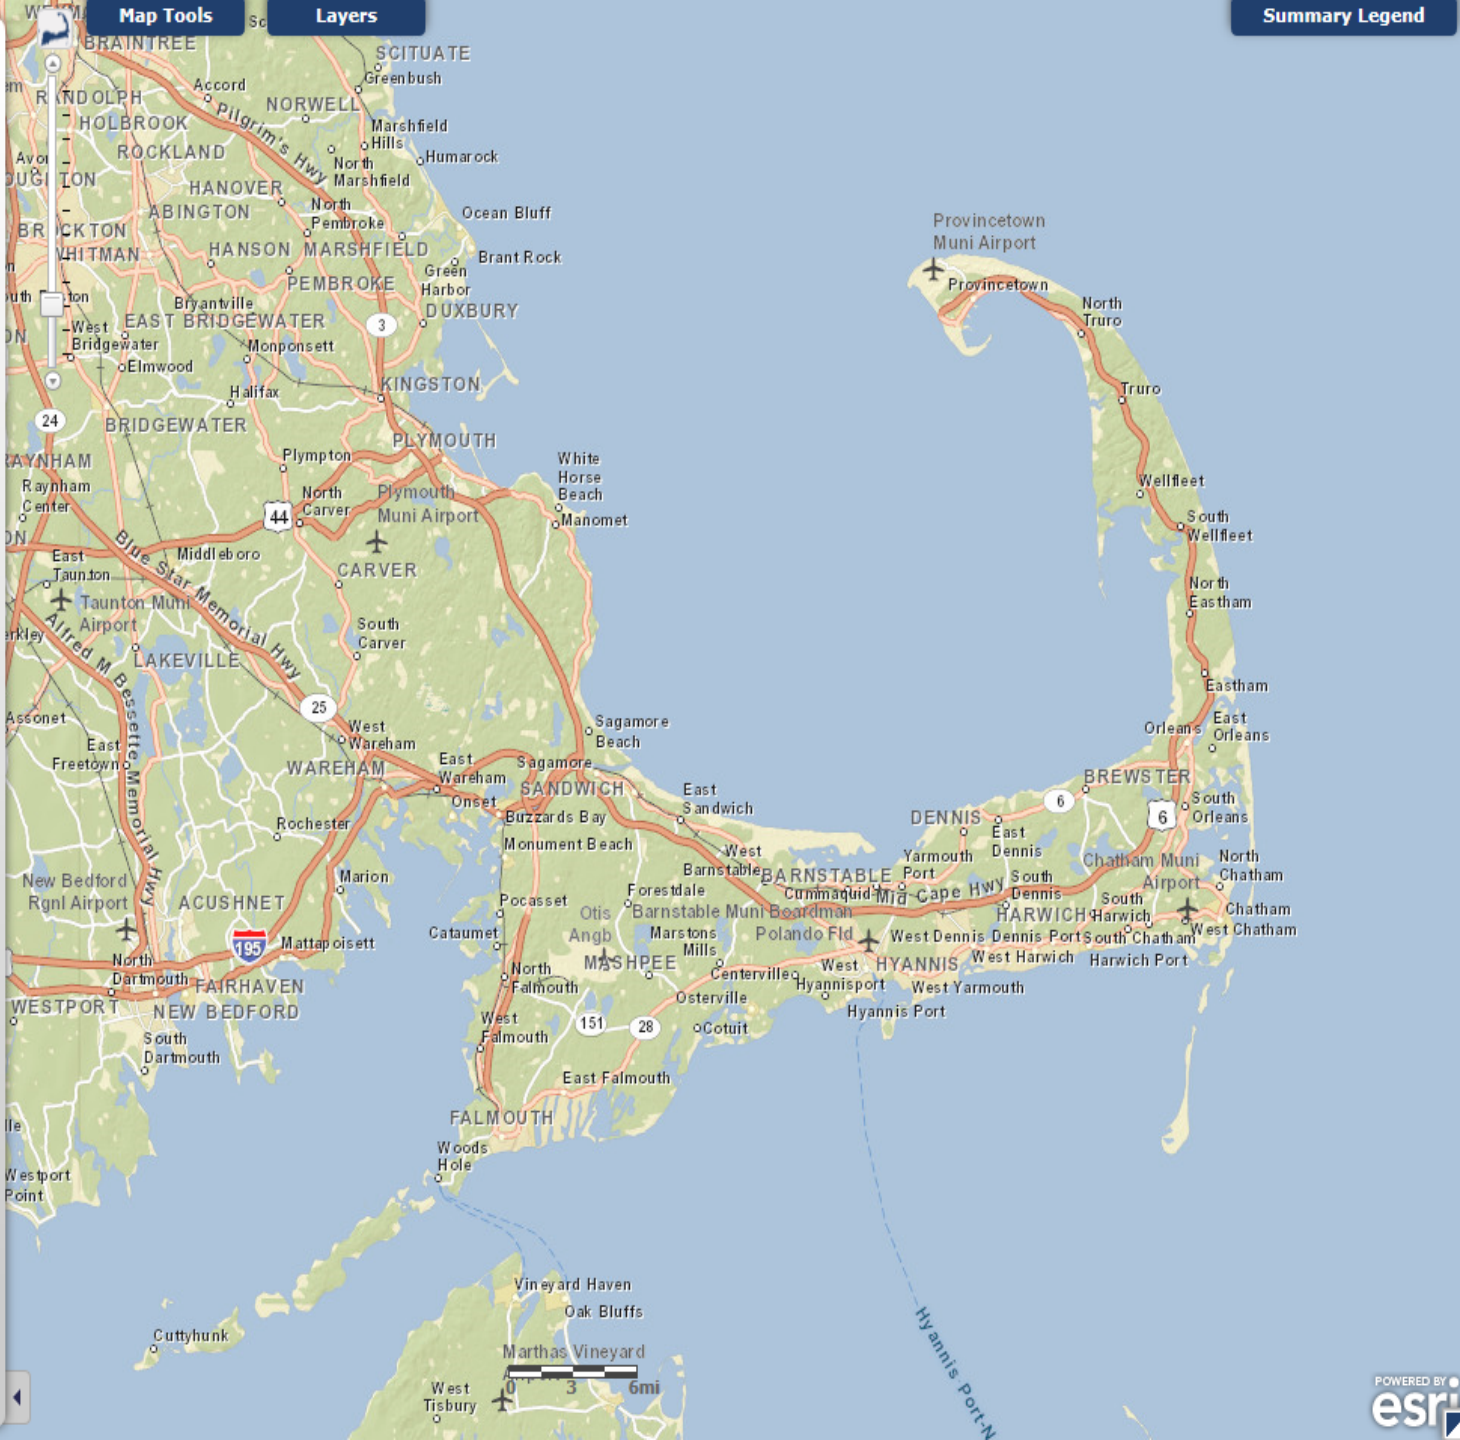 Map Tools
Layers
Summary Legend
BRAINTREE
SCITUATE
Greenbush
Accord
RANDOLPH
NORWELL
HOLBROOK
Pilgrim's Hwy
Marshfield
Hills
ROCKLAND
Humarock
North
Marshfield
HANOVER
ABINGTON
North
Pembroke
Ocean Bluff
Provincetown
Muni Airport
BROCKTON
WHITMAN
HANSON
MARSHFIELD
Brant Rock
Green
Harbor
PEMBROKE
Provincetown
Bryantville
DUXBURY
North
Truro
EAST BRIDGEWATER
3
West
Bridgewater
Monponsett
Elmwood
KINGSTON
Halifax
Truro
24
BRIDGEWATER
PLYMOUTH
Plympton
White
Horse
Beach
RAYNHAM
Raynham
Center
North
Carver
Plymouth
Muni Airport
Wellfleet
44
Manomet
South
Wellfleet
Blue Star Memorial Hwy
Middleboro
East
Taunton
CARVER
North
Eastham
Taunton Muni
Airport
Alfred M Bessette Memorial Hwy
South
Carver
LAKEVILLE
Eastham
25
Assonet
West
Wareham
Sagamore
Beach
Orleans
East
Orleans
East
Freetown
WAREHAM
East
Wareham
Sagamore
SANDWICH
BREWSTER
Onset
East
Sandwich
6
6
South
Orleans
Buzzards Bay
DENNIS
Rochester
East
Dennis
Monument Beach
West
Barnstable
Yarmouth
Port
Chatham Muni
Airport
North
Chatham
Marion
BARNSTABLE
New Bedford
Rgnl Airport
ACUSHNET
Forestdale
Cummaquid
Mid Cape Hwy
South
Dennis
Pocasset
Otis
Angb
Barnstable Muni Boardman
Polando Fld
HARWICH
South
Harwich
Chatham
Cataumet
Marstons
Mills
West Dennis
Dennis Port
South Chatham
West Chatham
195
Mattapoisett
North
Dartmouth
MASHPEE
Centerville
West
Hyannisport
HYANNIS
West Harwich
Harwich Port
North
Falmouth
FAIRHAVEN
West Yarmouth
WESTPORT
NEW BEDFORD
Osterville
Hyannis Port
West
Falmouth
151
28
Cotuit
South
Dartmouth
East Falmouth
FALMOUTH
Woods
Hole
Westport
Point
Vineyard Haven
Oak Bluffs
Cuttyhunk
Marthas Vineyard
0 3 6mi
West
Tisbury
Hyannis Port-N
POWERED BY
esri